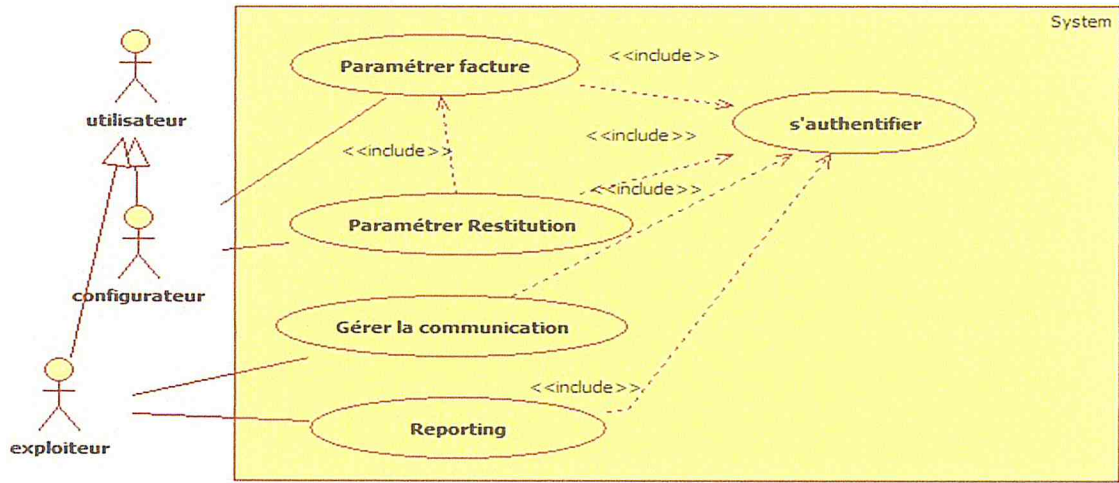 System
Paramétrer facture
<<include>>
utilisateur
s'authentifier
<<include>>
<<include>>
<<include>>
Paramétrer Restitution
configurateur
Gérer la communication
<<include>>
Reporting
exploiteur